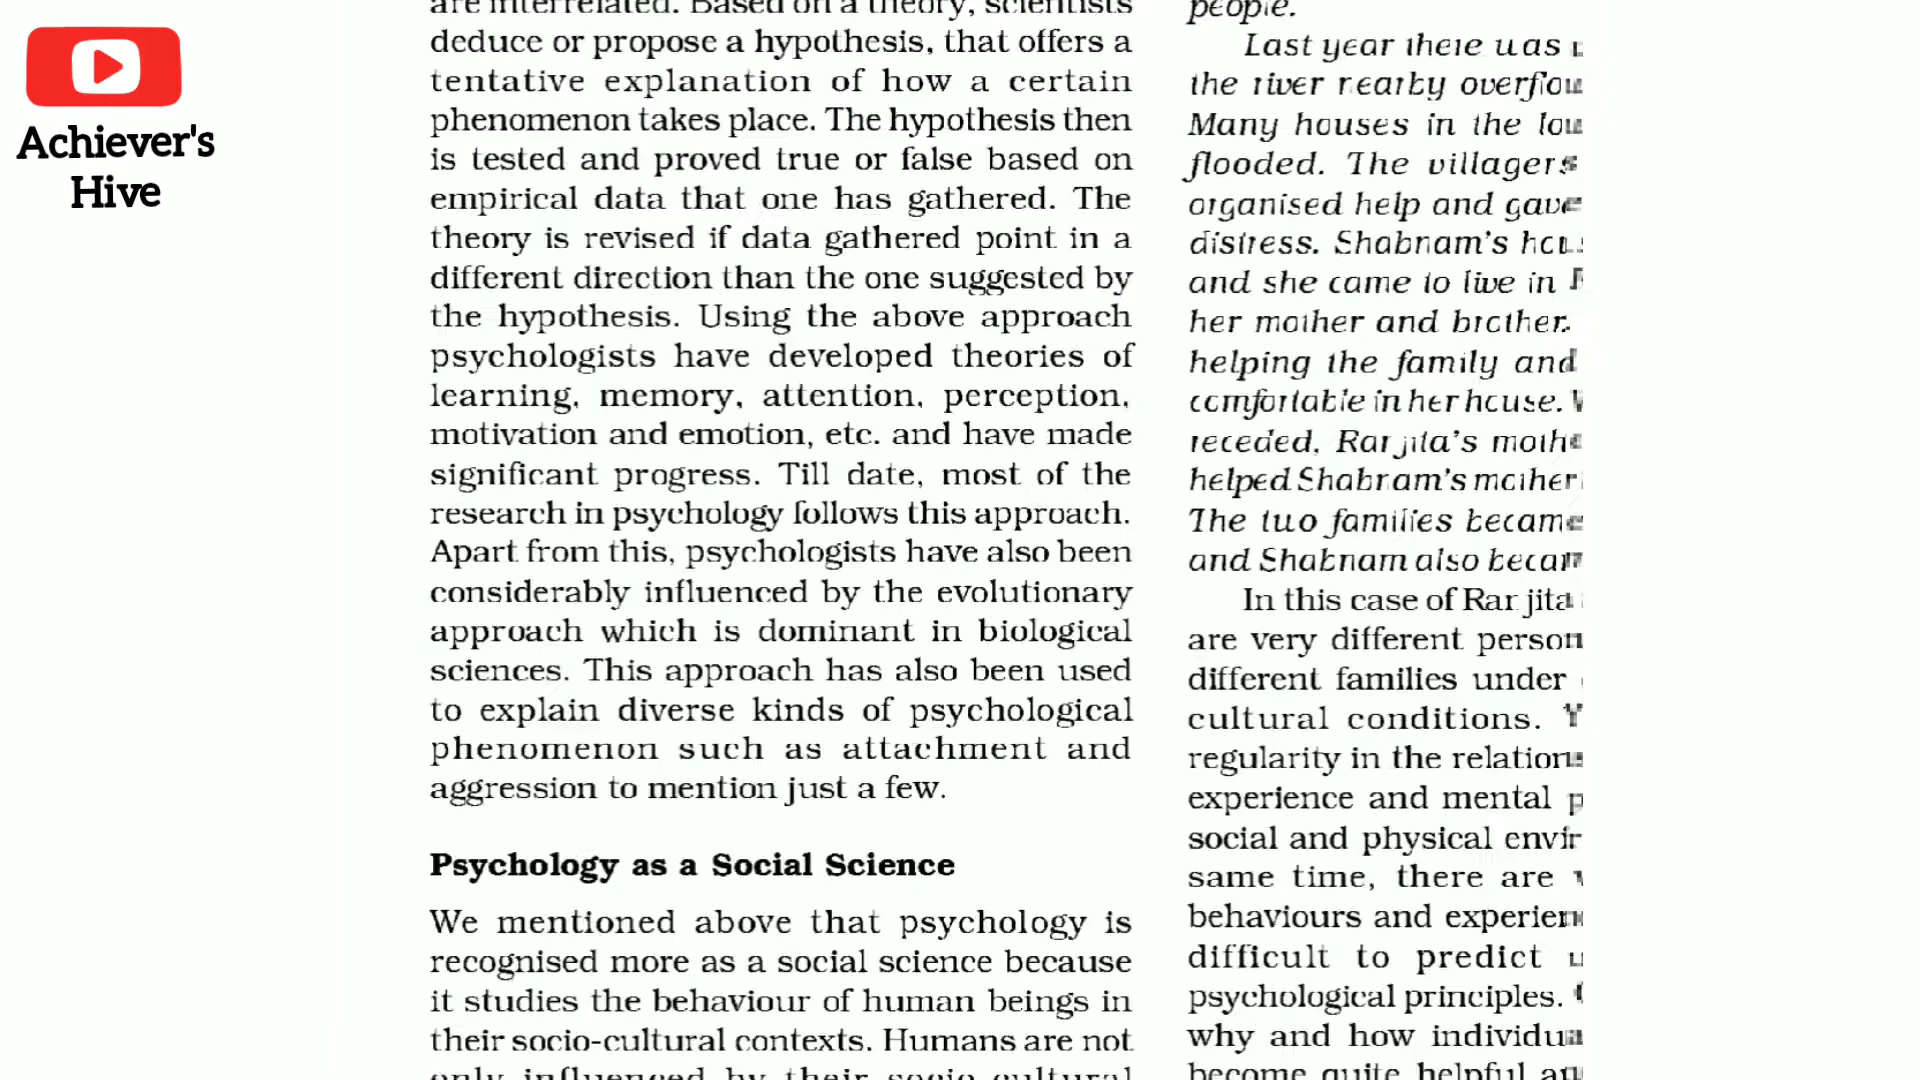 Achiever's
Hive
are interrelated. Based on a theory, scientists
deduce or propose a hypothesis, that offers a
tentative explanation of how a certain
phenomenon takes place. The hypothesis then
is tested and proved true or false based on
empirical data that one has gathered. The
theory is revised if data gathered point in a
different direction than the one suggested by
the hypothesis. Using the above approach
psychologists have developed theories of
learning, memory, attention, perception,
motivation and emotion, etc. and have made
significant progress. Till date, most of the
research in psychology follows this approach.
Apart from this, psychologists have also been
considerably influenced by the evolutionary
approach which is dominant in biological
sciences. This approach has also been used
to explain diverse kinds of psychological
phenomenon such as attachment and
aggression to mention just a few.
Psychology as a Social Science
We mentioned above that psychology is
recognised more as a social science because
it studies the behaviour of human beings in
their socio-cultural contexts. Humans are not
only influenced by their socio cultural
people.
Last year there was
the river nearby
Many houses in the
flooded. The villagers
organised help and gave
distress. Shabnam's
and she came to live in
her mother and brother.
helping the family and
comfortable in her house.
receded, Ranjita's
helped Shabnam's mother
The two families became
and Shabnam also
In this case of Ranjita
are very different
different families under
cultural conditions.
regularity in the
experience and mental
social and physical
same time, there are
behaviours and
difficult to predict
psychological principles.
why and how
become quite helpful